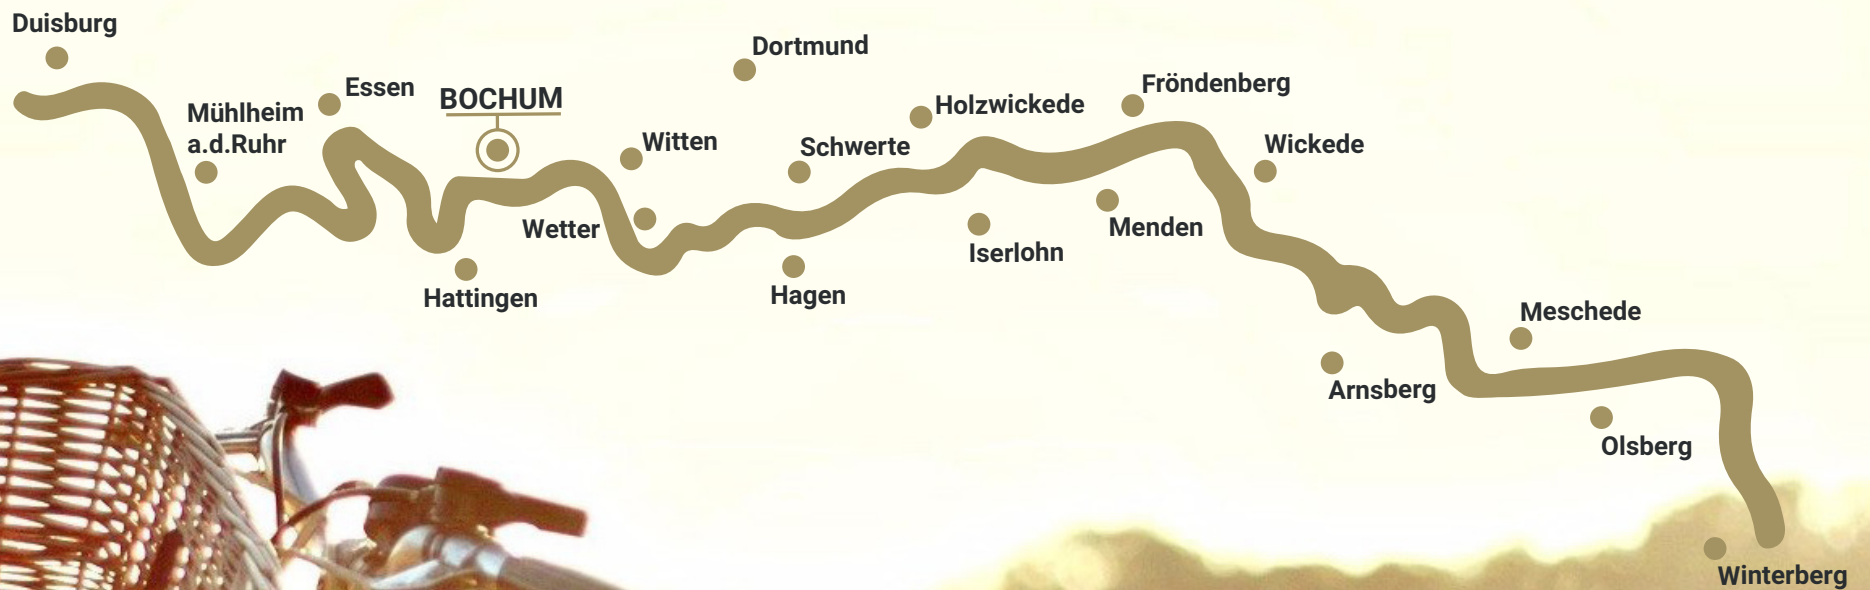 Duisburg
Mühlheim
a.d.Ruhr
Essen
BOCHUM
Hattingen
Witten
Wetter
Dortmund
Schwerte
Hagen
Holzwickede
Iserlohn
Fröndenberg
Menden
Wickede
Arnsberg
Meschede
Olsberg
Winterberg